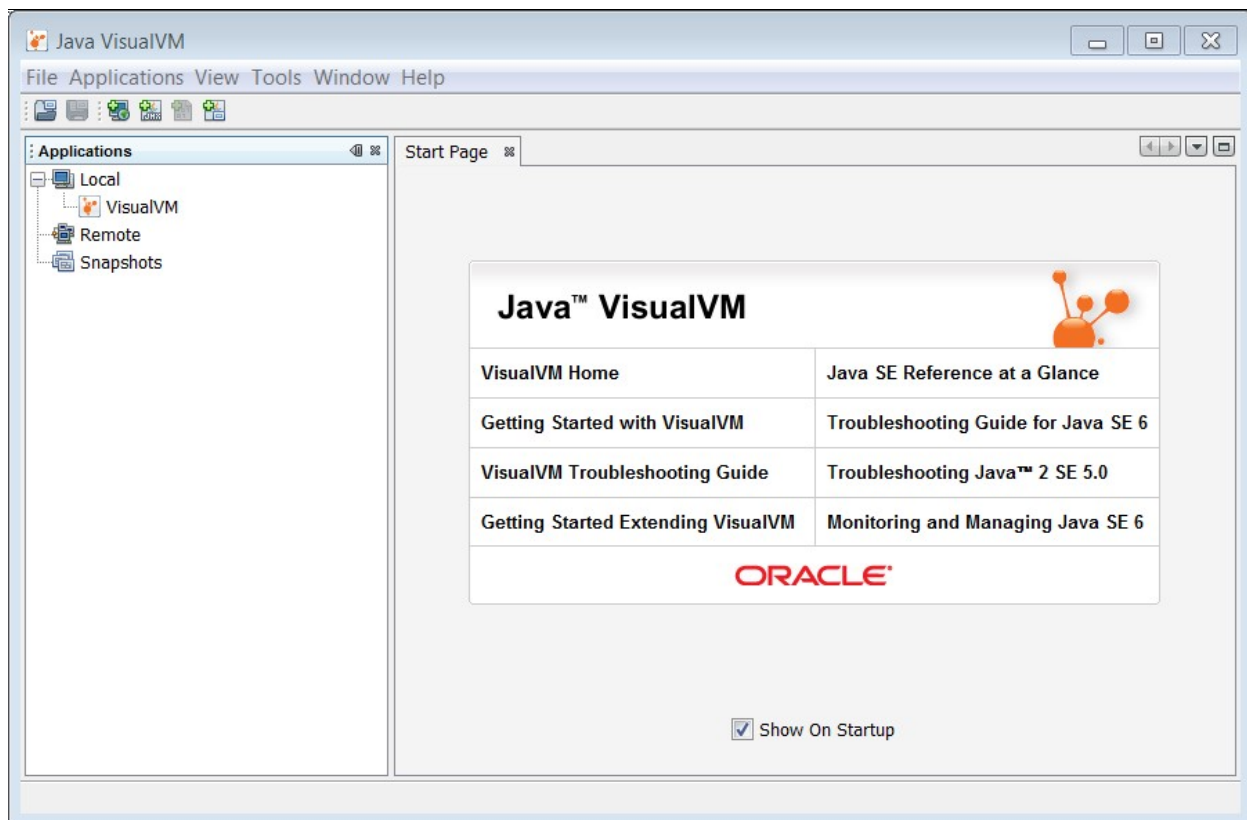 Java VisualVM
File Applications View Tools Window Help
Applications
Local
VisualVM
Remote
Snapshots
Start Page
Java™ VisualVM
VisualVM Home
Java SE Reference at a Glance
Getting Started with VisualVM
Troubleshooting Guide for Java SE 6
VisualVM Troubleshooting Guide
Troubleshooting Java™ 2 SE 5.0
Getting Started Extending VisualVM
Monitoring and Managing Java SE 6
ORACLE
Show On Startup